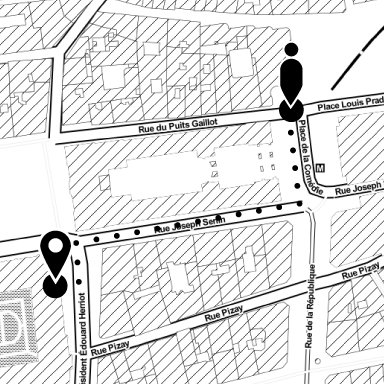 Place Louis Prad
Rue du Puits Gaillot
Place de la Comédie
M
Rue Joseph
Rue Joseph Serlin
Rue Pizay
Rue de la République
Rue Pizay
sident Édouard Herriot
Rue Pizay